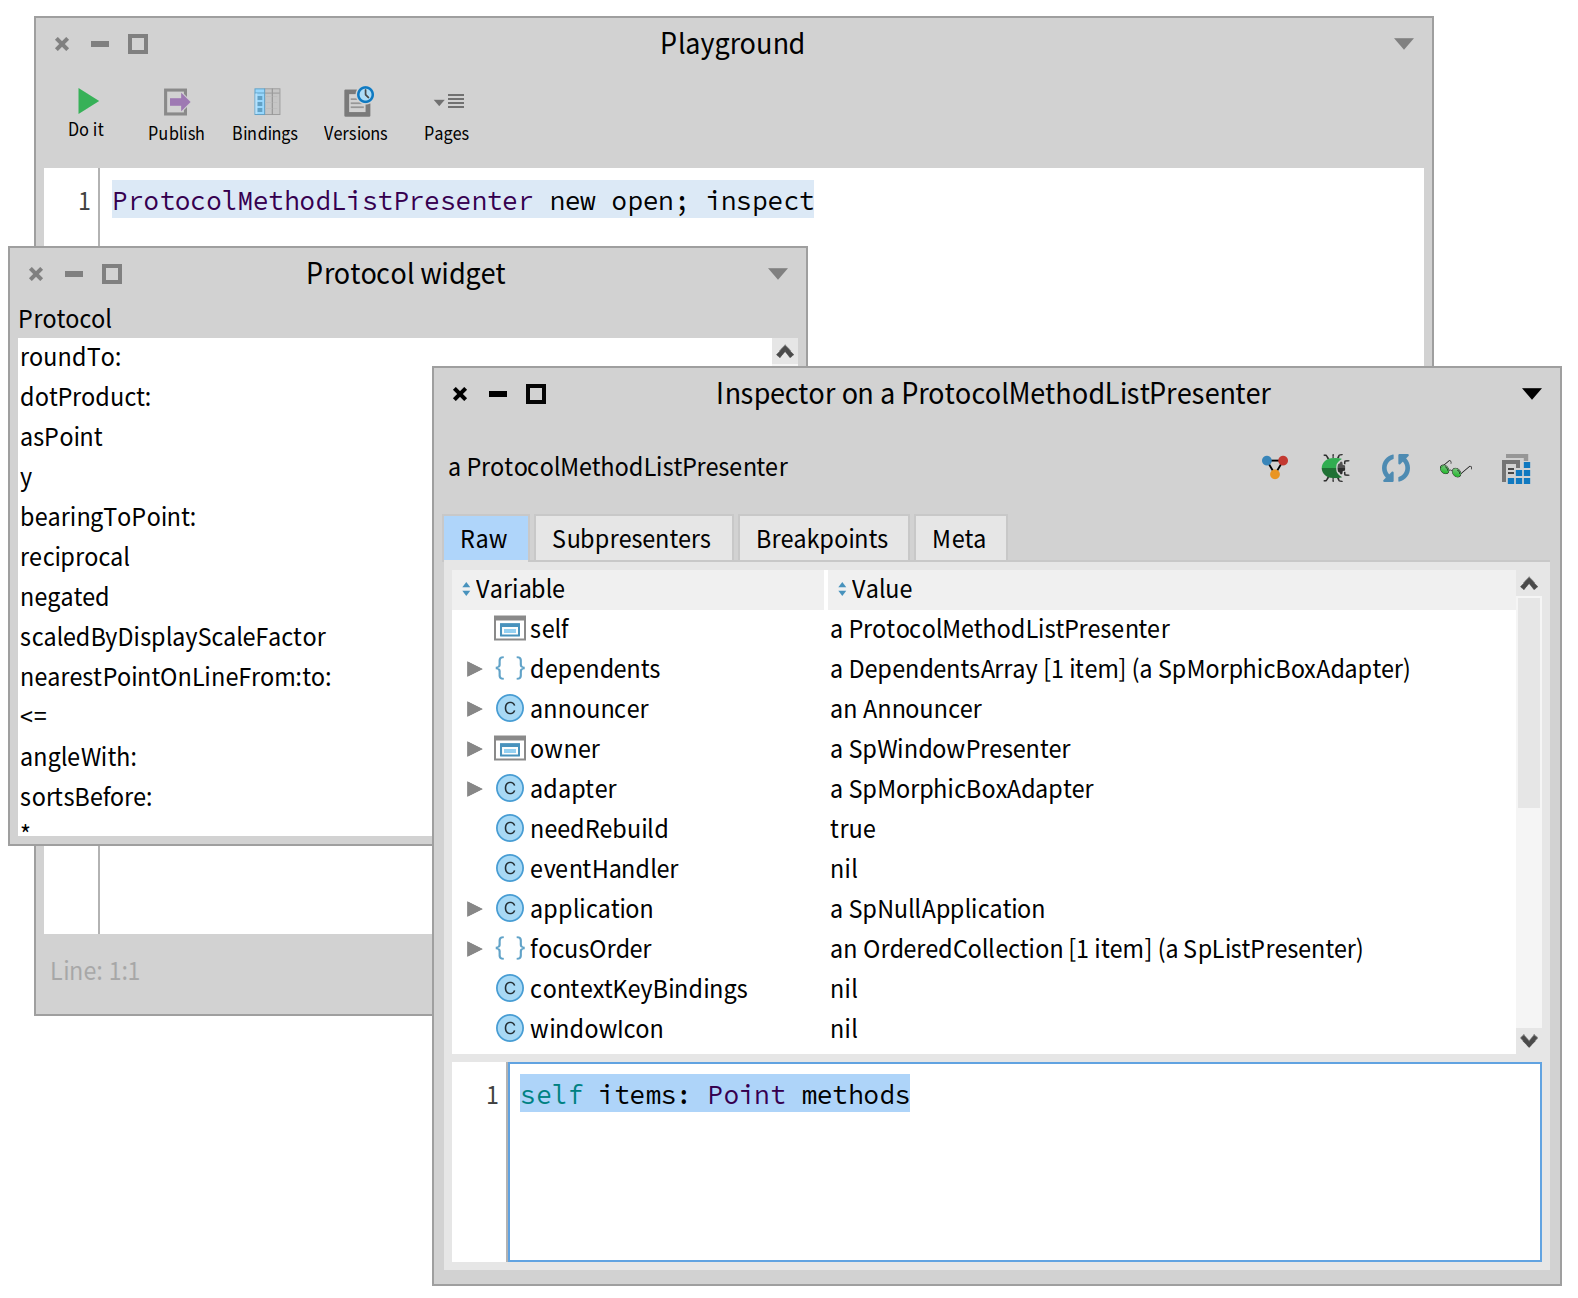 Playground
Do it
Publish
Bindings
Versions
Pages
1
ProtocolMethodListPresenter new open; inspect
Protocol widget
Protocol
roundTo:
dotProduct:
asPoint
y
bearingToPoint:
reciprocal
negated
scaledByDisplayScaleFactor
nearestPointOnLineFrom:to:
<=
angleWith:
sortsBefore:
*
Line: 1:1
Inspector on a ProtocolMethodListPresenter
a ProtocolMethodListPresenter
Raw
Subpresenters
Breakpoints
Meta
Variable Value
self a ProtocolMethodListPresenter
{ } dependents a DependentsArray [1 item] (a SpMorphicBoxAdapter)
C announcer an Announcer
owner a SpWindowPresenter
C adapter a SpMorphicBoxAdapter
C needRebuild true
C eventHandler nil
C application a SpNullApplication
{ } focusOrder an OrderedCollection [1 item] (a SpListPresenter)
C contextKeyBindings nil
C windowIcon nil
1
self items: Point methods